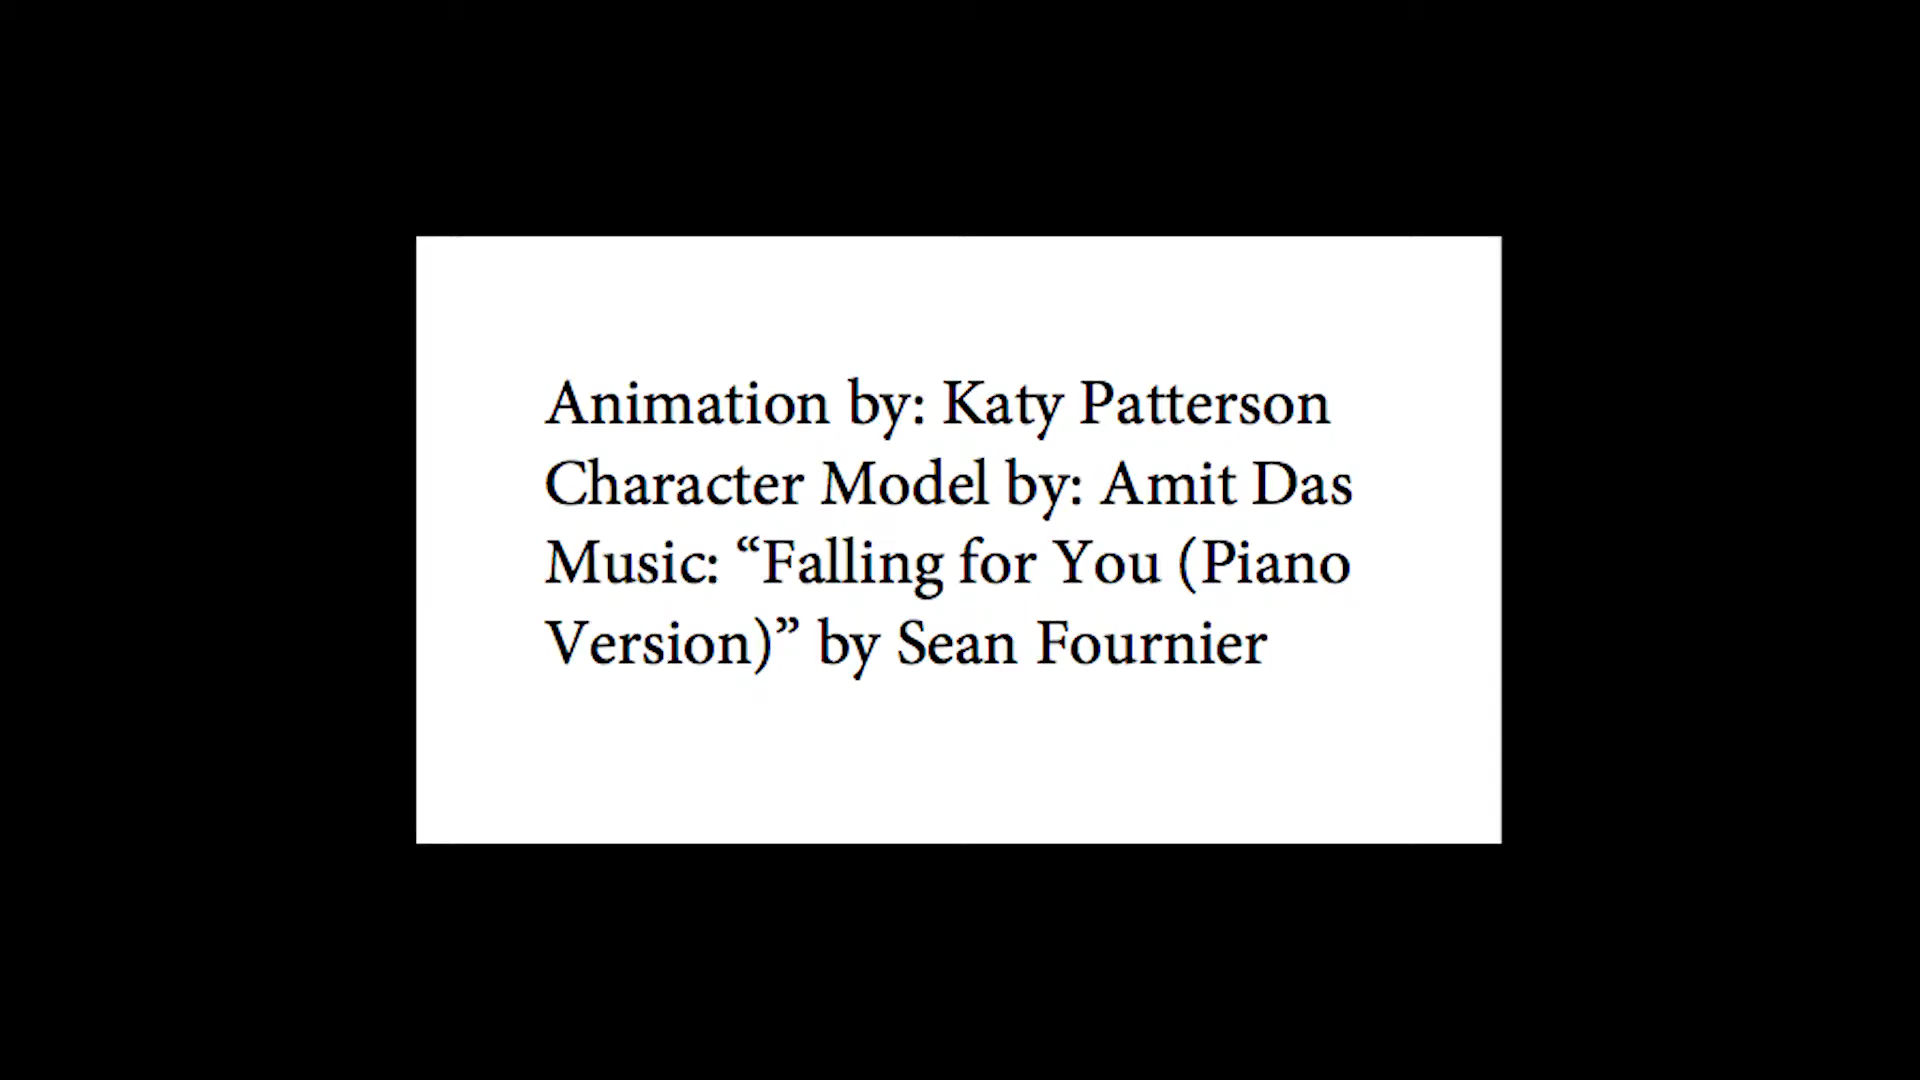 Animation by: Katy Patterson
Character Model by: Amit Das
Music: “Falling for You (Piano
Version)” by Sean Fournier